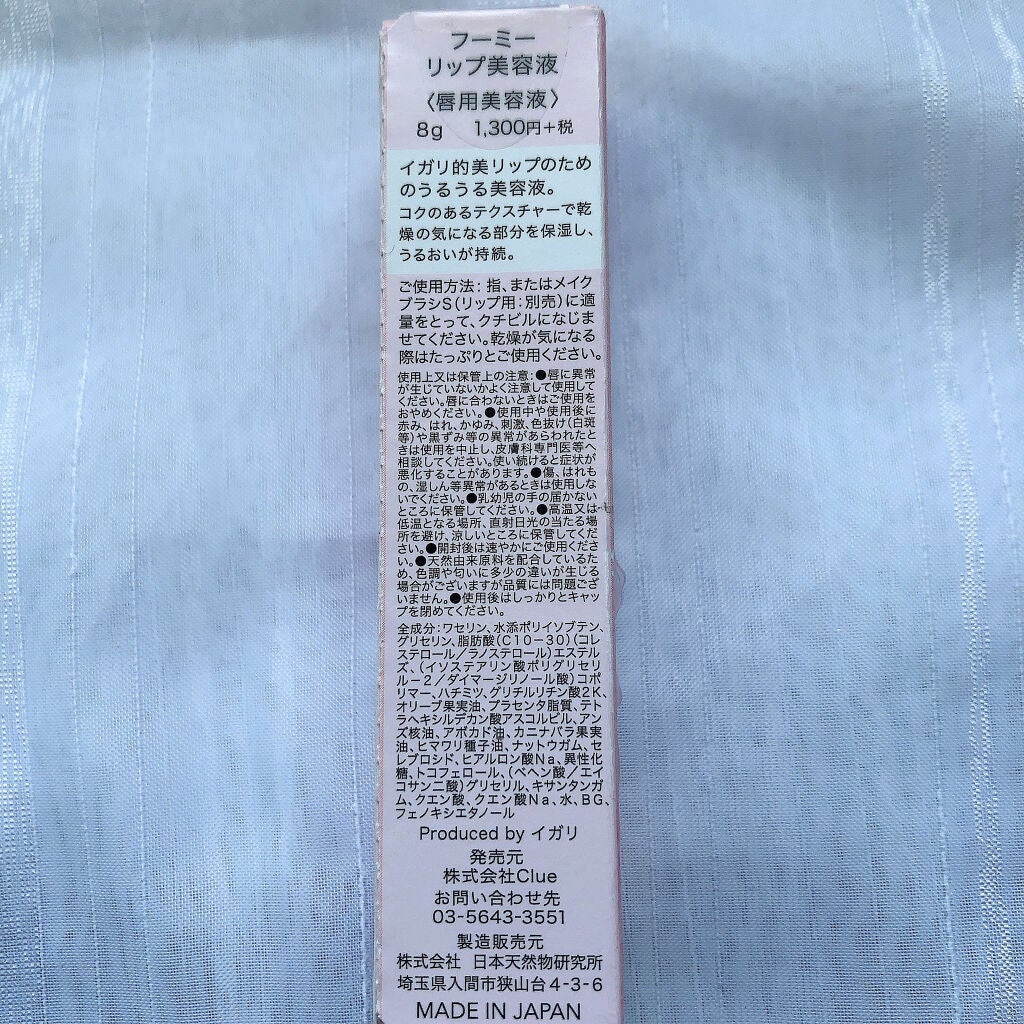 フーミー
リップ美容液
〈唇用美容液〉
8g 1,300円+税
イガリ的美リップのため
のうるうる美容液。
コクのあるテクスチャーで乾
燥の気になる部分を保湿し、
うるおいが持続。
ご使用方法:指、またはメイク
ブラシS(リップ用:別売)に適
量をとって、クチビルになじま
せてください。乾燥が気になる
際はたっぷりとご使用ください。
使用上又は保管上の注意:●唇に異常
が生じていないかよく注意して使用して
ください。唇に合わないときはご使用を
おやめください。●使用中や使用後に
赤み、はれ、かゆみ、刺激、色抜け(白斑
等)や黒ずみ等の異常があらわれたと
きは使用を中止し、皮膚科専門医等へ
相談してください。使い続けると症状が
悪化することがあります。●傷、はれも
の、湿しん等異常があるときは使用しな
いでください。●乳幼児の手の届かない
ところに保管してください。●高温又は
低温となる場所、直射日光の当たる場
所を避け、涼しいところに保管してくださ
い。●開封後は速やかにご使用くださ
い。●天然由来原料を配合しているた
め、色調や匂いに多少の違いが生じる
場合がございますが品質には問題ござ
いません。●使用後はしっかりとキャッ
プを閉めてください。
全成分:ワセリン、水添ポリイソブテン、
グリセリン、脂肪酸(C10-30)(コレ
ステロール/ラノステロール)エステル
ズ、(イソステアリン酸ポリグリセリ
ル-2/ダイマージリノール酸)コポ
リマー、ハチミツ、グリチルリチン酸2K、
オリーブ果実油、プラセンタ脂質、テト
ラヘキシルデカン酸アスコルビル、アン
ズ核油、アボカド油、カニナバラ果実
油、ヒマワリ種子油、ナットウガム、セ
レブロシド、ヒアルロン酸Na、異性化
糖、トコフェロール、(ベヘン酸/エイ
コサン二酸)グリセリル、キサンタンガ
ム、クエン酸、クエン酸Na、水、BG、
フェノキシエタノール
Produced by イガリ
発売元
株式会社Clue
お問い合わせ先
03-5643-3551
製造販売元
株式会社 日本天然物研究所
埼玉県入間市狭山台4-3-6
MADE IN JAPAN